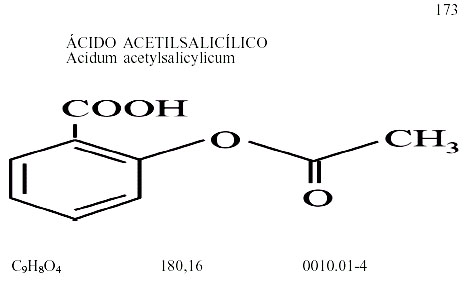 173
ÁCIDO ACETILSALICÍLICO
Acidum acetylsalicylicum
COOH
O
CH₃
O
C₉H₈O₄ 180,16 0010.01-4